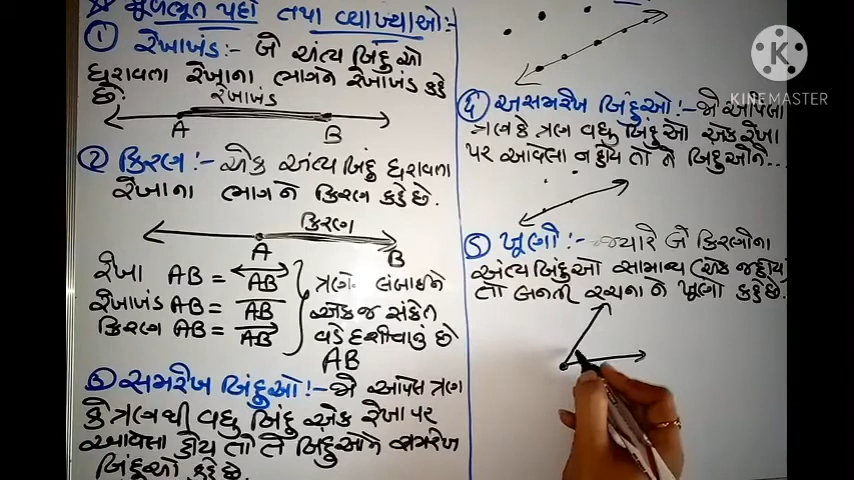 મૂળભૂત પદો તથા વ્યાખ્યાઓ:-
① રેખાખંડ:- બે અંત્ય બિંદુઓ
ધરાવતા રેખાના ભાગને રેખાખંડ કહે
છે.
રેખાખંડ
A B
② કિરણ:- એક અંત્ય બિંદુ ધરાવતા
રેખાના ભાગને કિરણ કહે છે.
કિરણ
A B
રેખા AB = AB
રેખાખંડ AB = AB
કિરણ AB = AB
ત્રણે લંબાઈને
એક જ સંકેત
વડે દર્શાવાય છે
AB
③ સમરેખ બિંદુઓ:- જો આપેલ ત્રણ
કે ત્રણથી વધુ બિંદુ એક રેખા પર
આવેલા હોય તો તે બિંદુઓને સમરેખ
બિંદુઓ કહે છે.
④ અસમરેખ બિંદુઓ:- જો આપેલા
ત્રણ કે ત્રણ વધુ બિંદુઓ એક રેખા
પર આવેલા ન હોય તો તે બિંદુઓને...
⑤ ખૂણો:- જ્યારે બે કિરણોના
અંત્ય બિંદુઓ સામાન્ય (એક જ હોય)
તો બનતી રચના ને ખૂણો કહે છે.
KINEMASTER